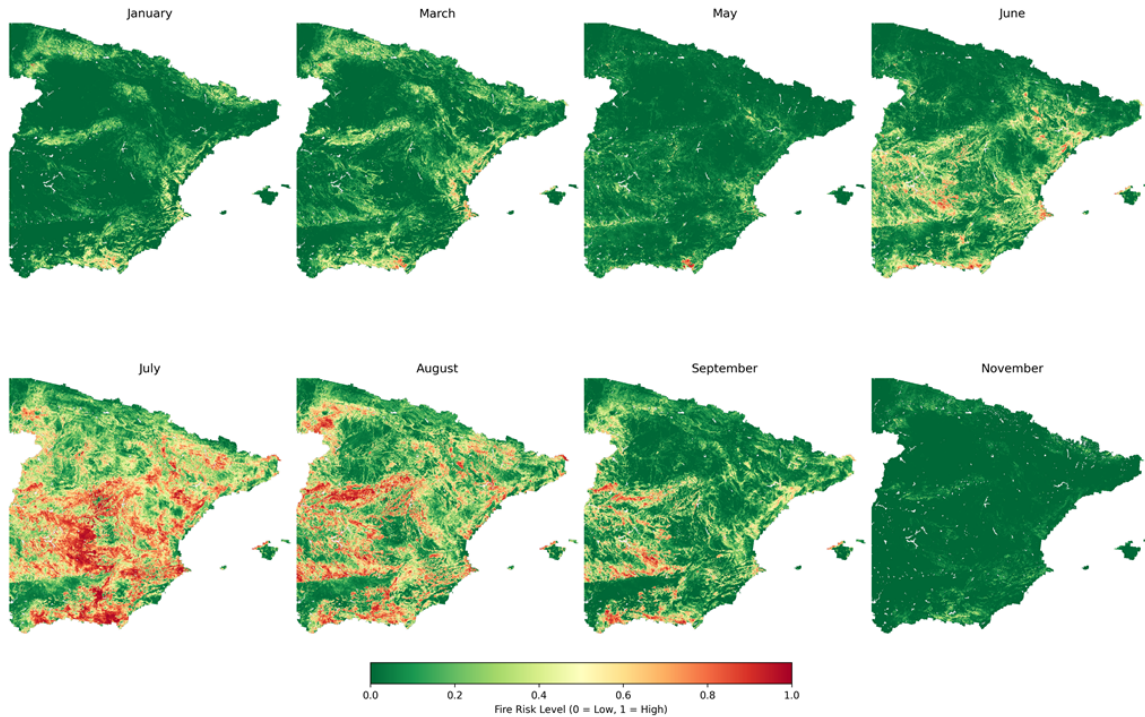 January
March
May
June
July
August
September
November
0.0
0.2
0.4
0.6
0.8
1.0
Fire Risk Level (0 = Low, 1 = High)